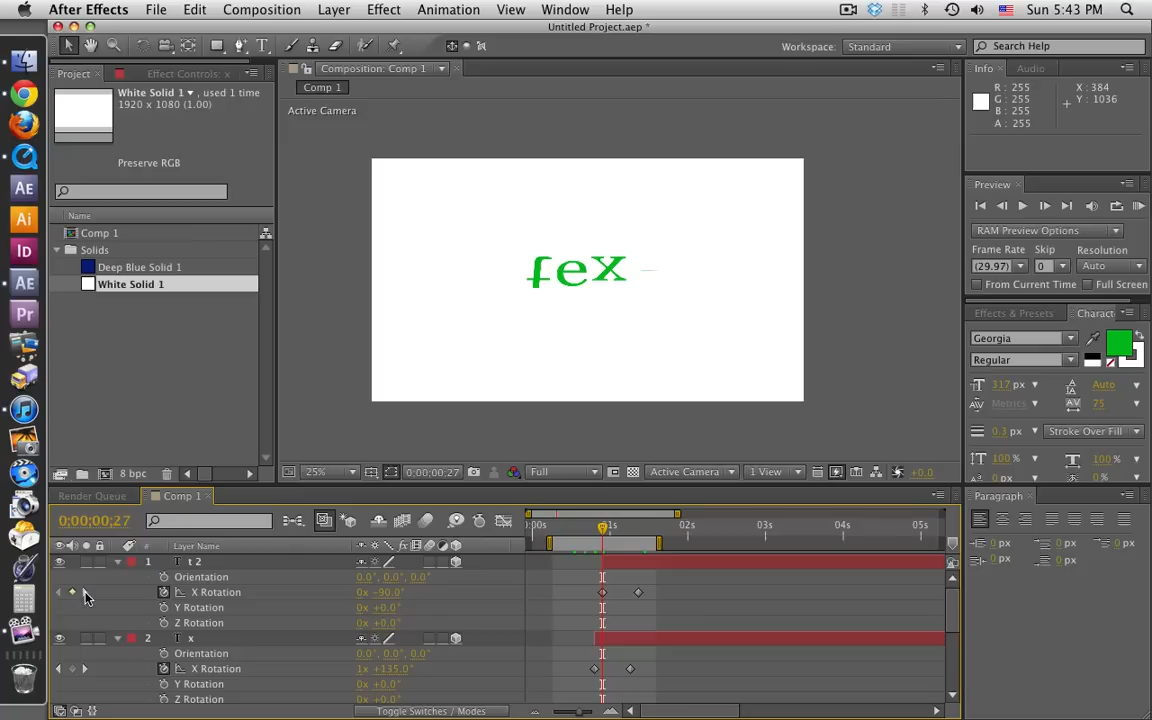 After Effects File Edit Composition Layer Effect Animation View Window Help Sun 5:43 PM
Untitled Project.aep *
Workspace: Standard Search Help
Project Effect Controls: x Composition: Comp 1 Info Audio
Comp 1
White Solid 1, used 1 time
1920 x 1080 (1.00)
R : 255 X : 384
G : 255 Y : 1036
B : 255
A : 255
Active Camera
Preserve RGB
Preview
Name
RAM Preview Options
Comp 1
Frame Rate Skip Resolution
Solids
Deep Blue Solid 1
(29.97) 0 Auto
White Solid 1
From Current Time Full Screen
fex
Effects & Presets Charact
Georgia
Regular
317 px Auto
Metrics 75
0.3 px Stroke Over Fill
100 % 100 %
0 px 0 %
8 bpc 25% 0;00;00;27 Full Active Camera 1 View +0.0
Render Queue Comp 1 Paragraph
0;00;00;27 :00s 01s 02s 03s 04s 05s
# Layer Name fx
0 px 0 px 0 px
0 px 0 px
1 T t 2
Orientation 0.0°, 0.0°, 0.0°
X Rotation 0x -90.0°
Y Rotation 0x +0.0°
Z Rotation 0x +0.0°
2 T x
Orientation 0.0°, 0.0°, 0.0°
X Rotation 1x +135.0°
Y Rotation 0x +0.0°
Z Rotation 0x +0.0°
Toggle Switches / Modes
AE
Ai
Id
AE
Pr